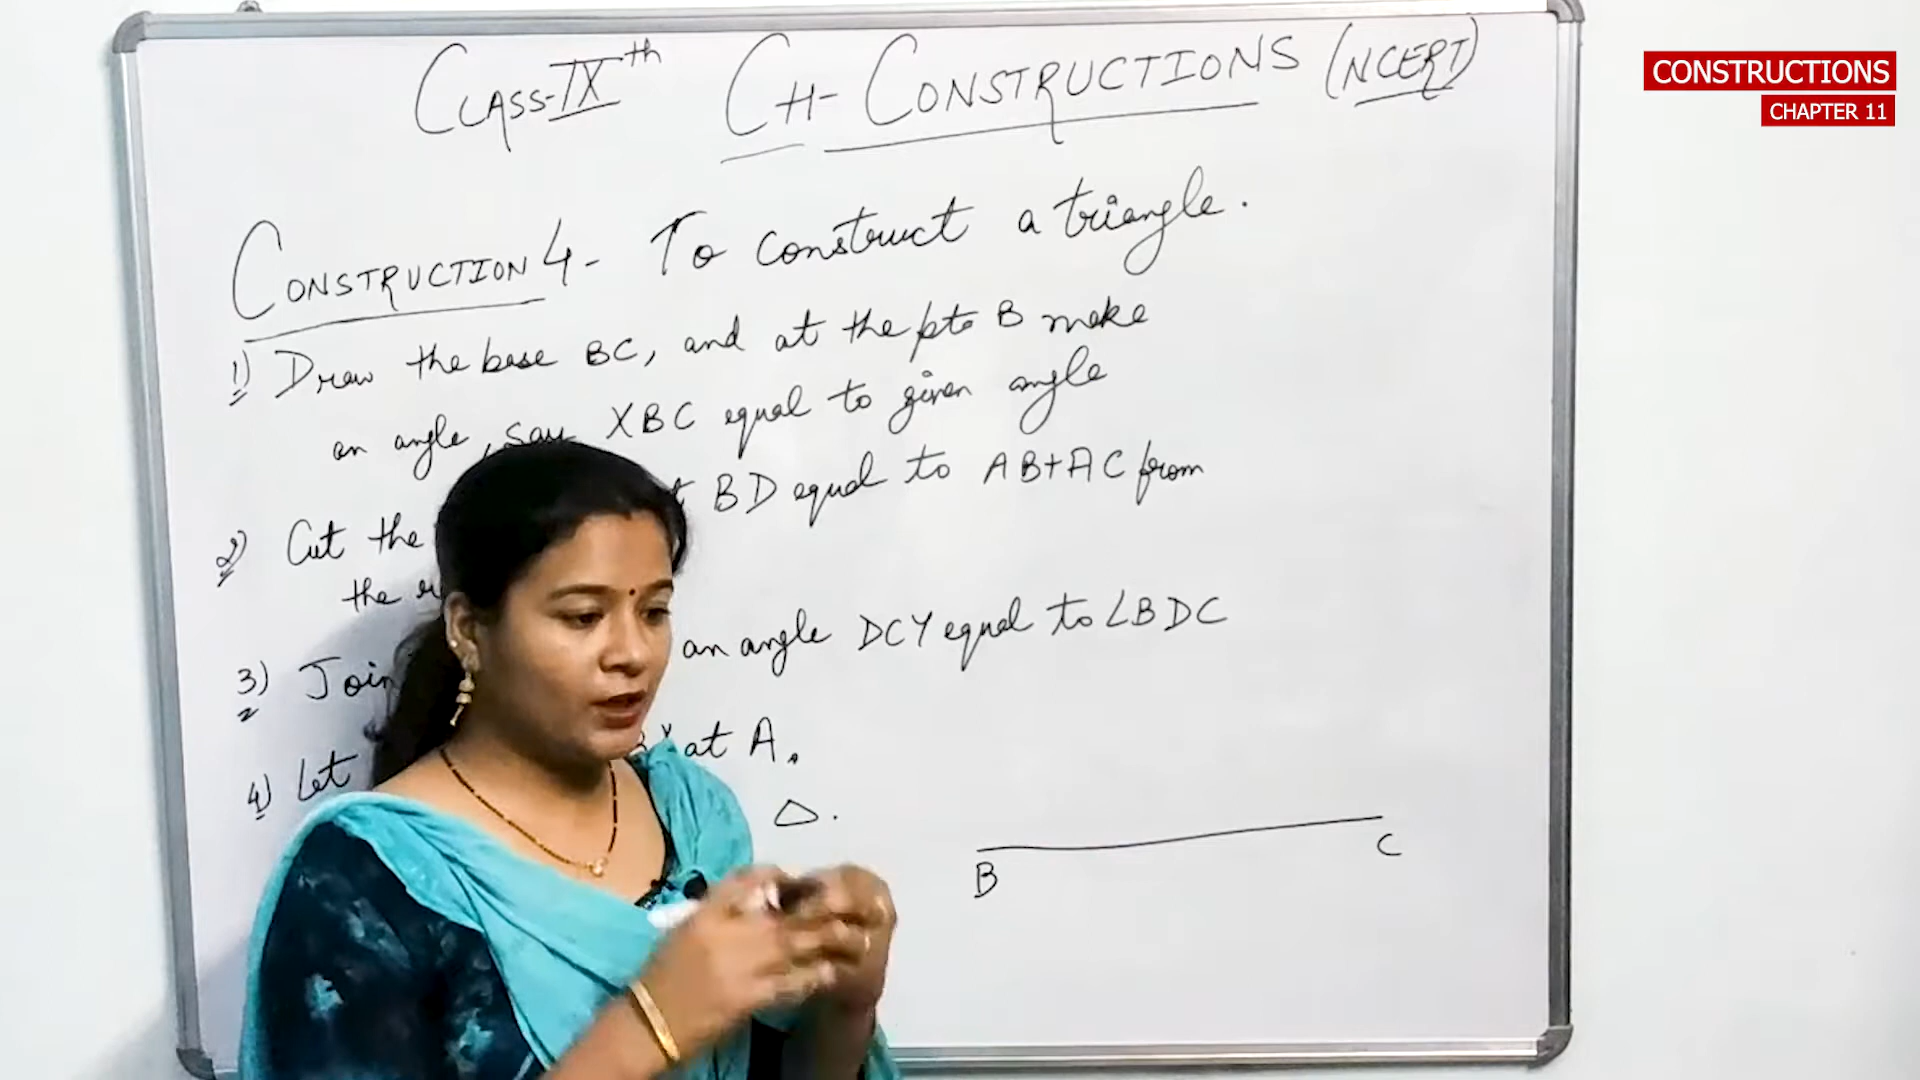 CLASS-IXth CH-CONSTRUCTIONS (NCERT)
CONSTRUCTIONS
CHAPTER 11
CONSTRUCTION 4- To construct a triangle.
1) Draw the base BC, and at the pto B make
an angle, say XBC equal to given angle
2) Cut the BD equal to AB+AC from
the
3) Join an angle DCY equal to ∠BDC
4) Let at A.
△.
B C